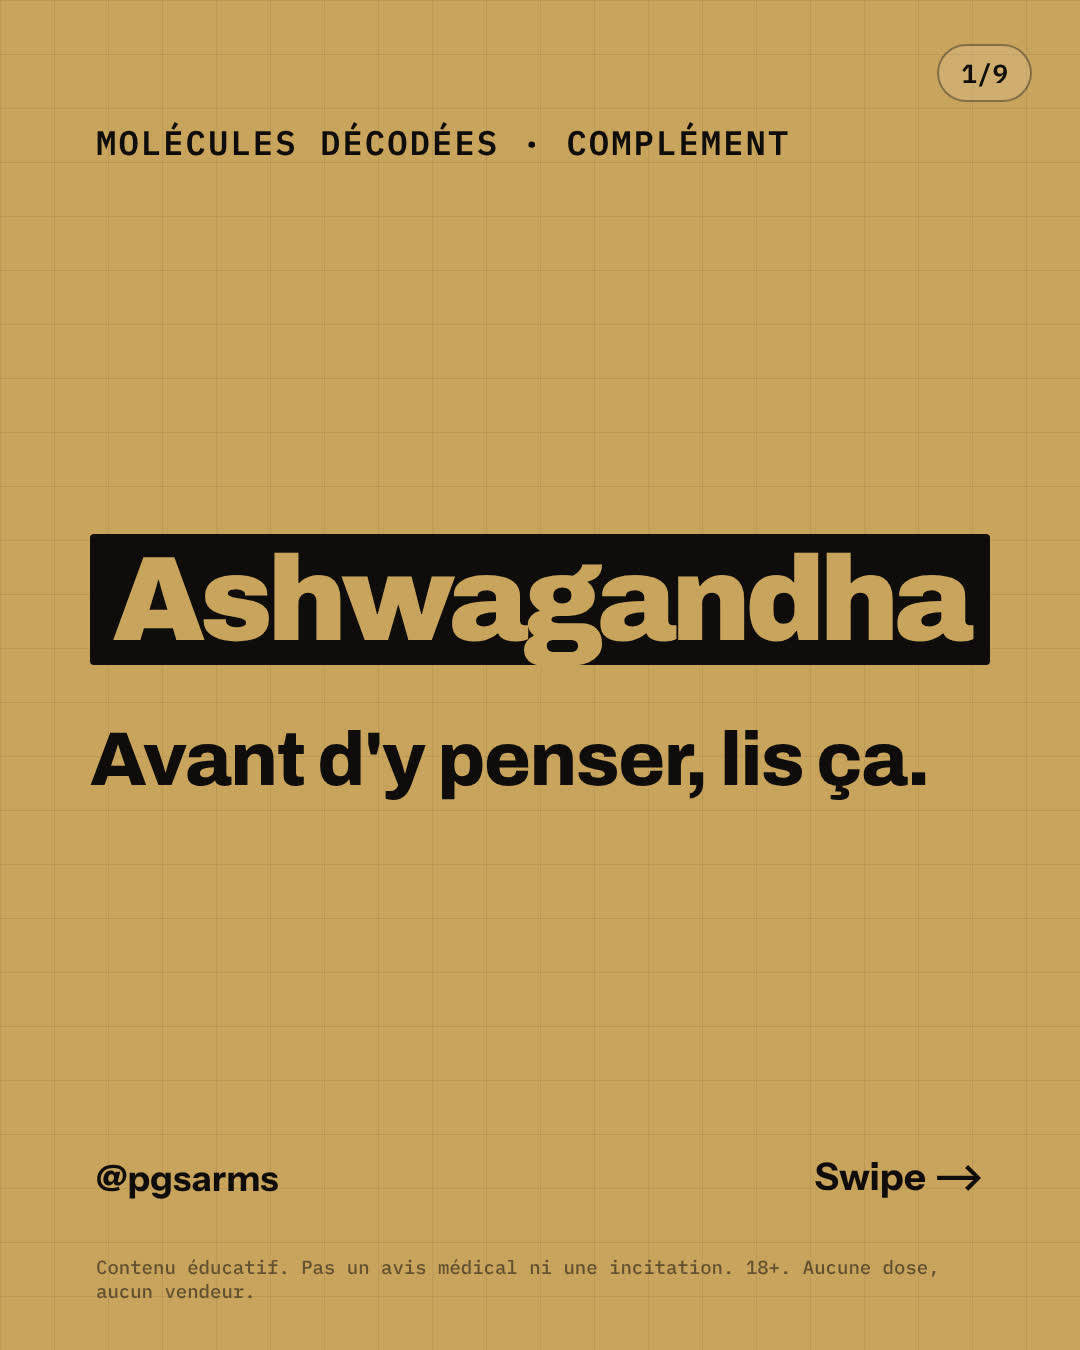 1/9
MOLÉCULES DÉCODÉES · COMPLÉMENT
Ashwagandha
Avant d'y penser, lis ça.
@pgsarms
Swipe →
Contenu éducatif. Pas un avis médical ni une incitation. 18+. Aucune dose,
aucun vendeur.